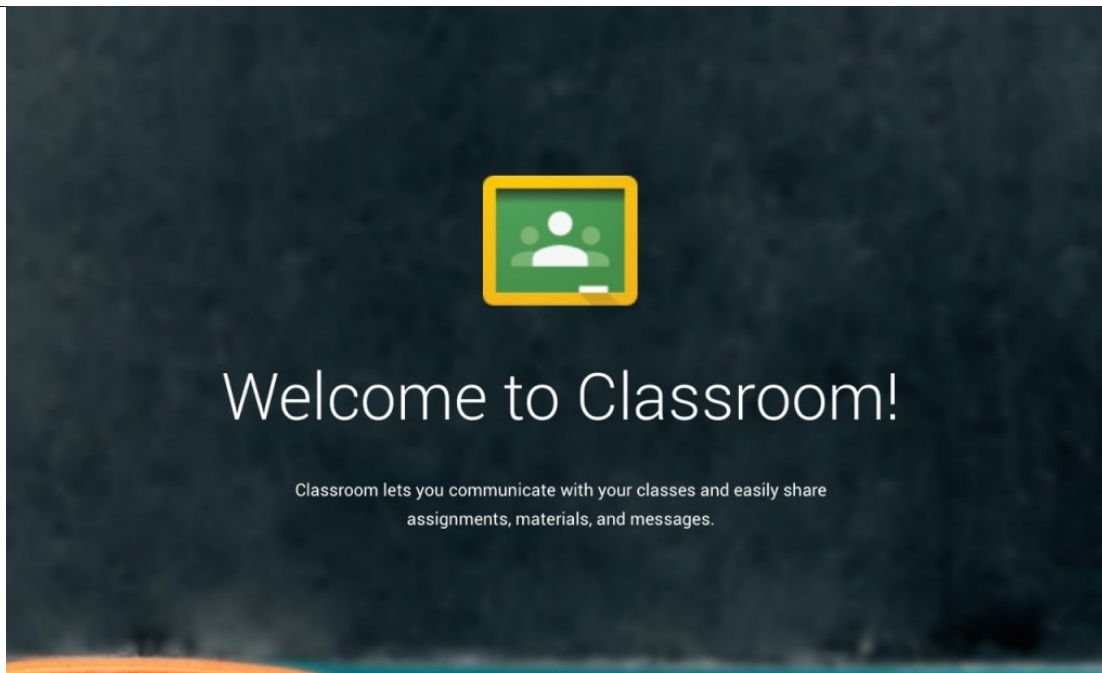 Welcome to Classroom!
Classroom lets you communicate with your classes and easily share
assignments, materials, and messages.